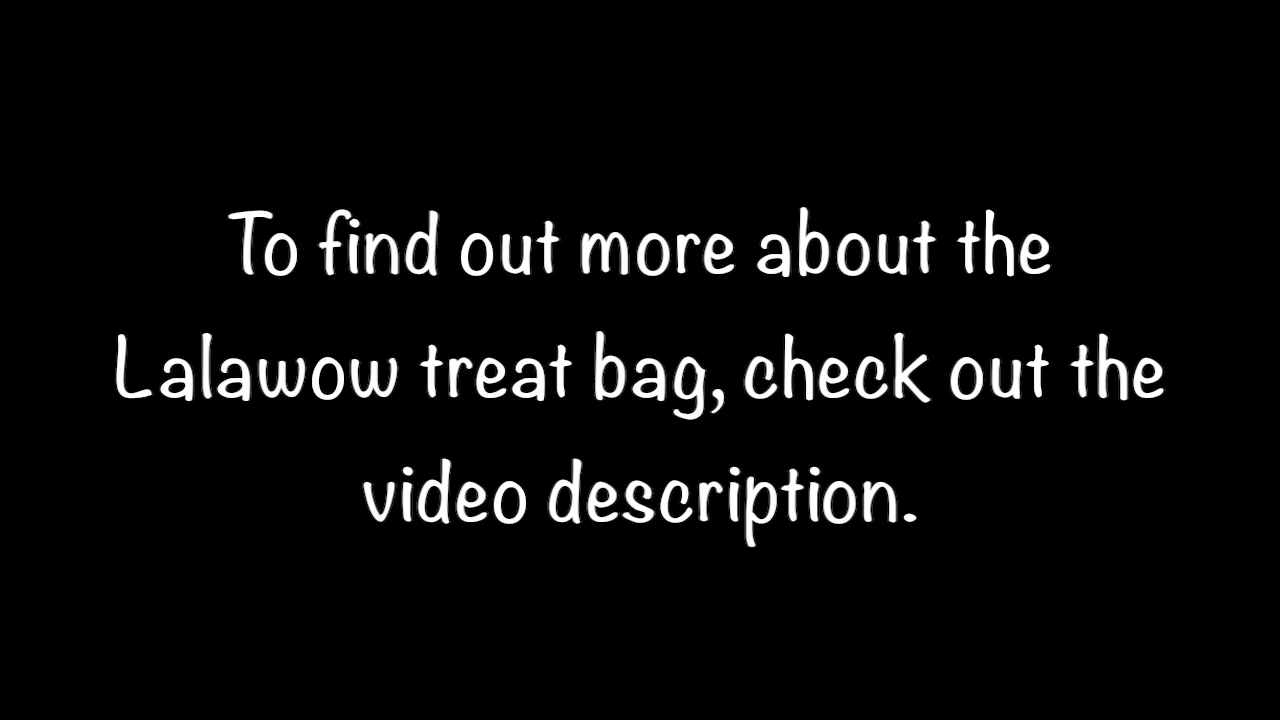 To find out more about the
Lalawow treat bag, check out the
video description.